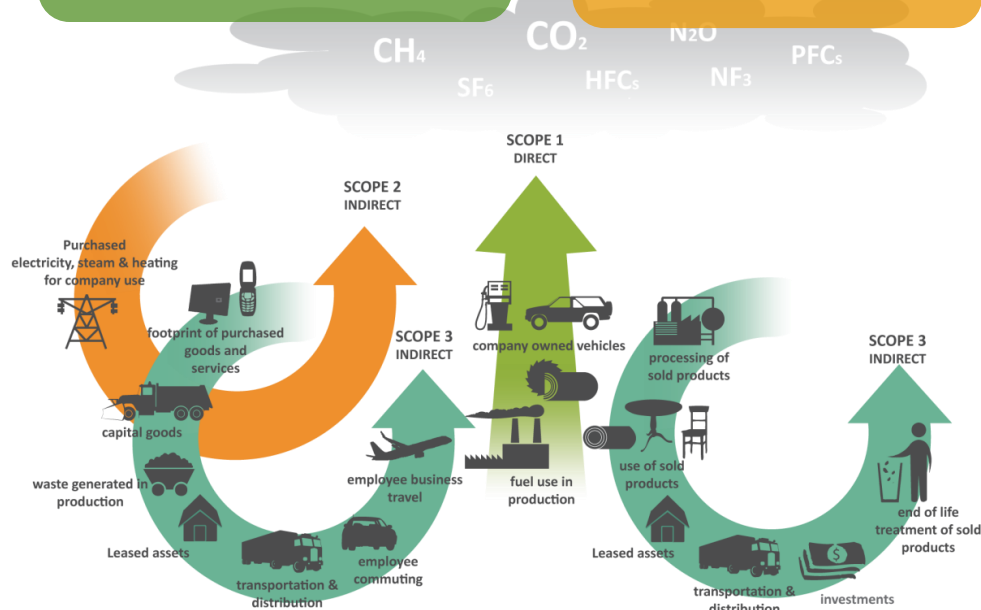 CO2
N2O
CH4
PFCs
SF6
HFCs
NF3
SCOPE 1
DIRECT
SCOPE 2
INDIRECT
Purchased
electricity, steam & heating
for company use
footprint of purchased
goods and
services
SCOPE 3
INDIRECT
company owned vehicles
processing of
sold products
SCOPE 3
INDIRECT
capital goods
waste generated in
production
employee business
travel
fuel use in
production
use of sold
products
Leased assets
employee
commuting
transportation &
distribution
Leased assets
$
transportation &
distribution
investments
end of life
treatment of sold
products